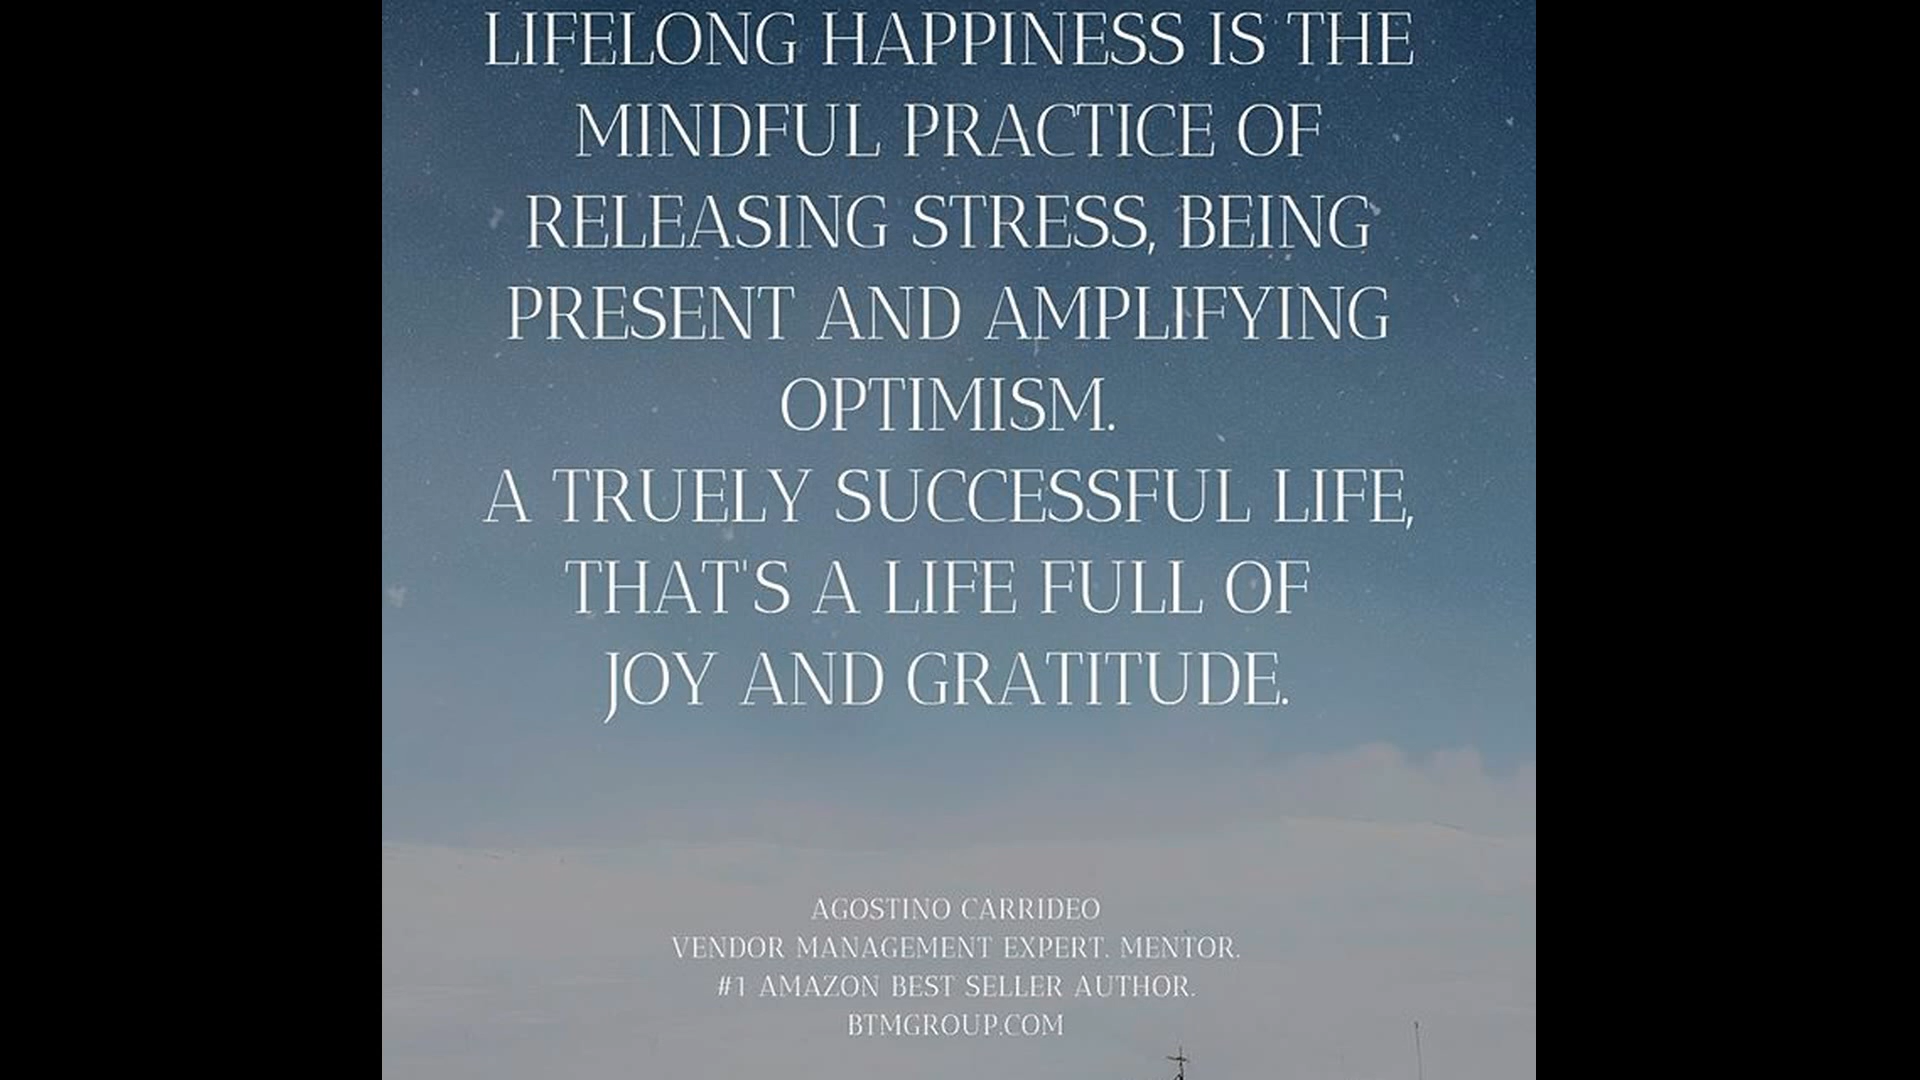 LIFELONG HAPPINESS IS THE
MINDFUL PRACTICE OF
RELEASING STRESS, BEING
PRESENT AND AMPLIFYING
OPTIMISM.
A TRUELY SUCCESSFUL LIFE,
THAT'S A LIFE FULL OF
JOY AND GRATITUDE.
AGOSTINO CARRIDEO
VENDOR MANAGEMENT EXPERT. MENTOR.
#1 AMAZON BEST SELLER AUTHOR.
BTMGROUP.COM